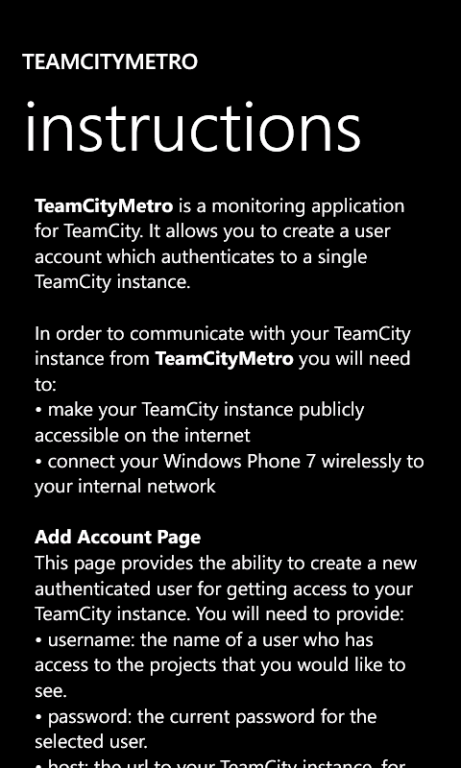 TEAMCITYMETRO
instructions
TeamCityMetro is a monitoring application
for TeamCity. It allows you to create a user
account which authenticates to a single
TeamCity instance.
In order to communicate with your TeamCity
instance from TeamCityMetro you will need
to:
• make your TeamCity instance publicly
accessible on the internet
• connect your Windows Phone 7 wirelessly to
your internal network
Add Account Page
This page provides the ability to create a new
authenticated user for getting access to your
TeamCity instance. You will need to provide:
• username: the name of a user who has
access to the projects that you would like to
see.
• password: the current password for the
selected user.
• host: the url to your TeamCity instance, for